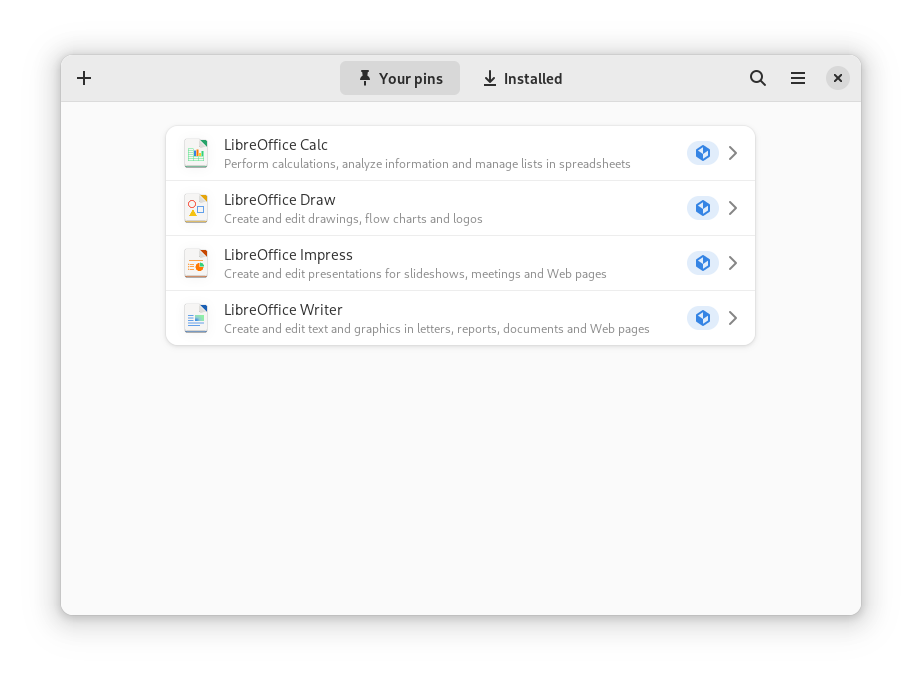 Your pins
Installed
LibreOffice Calc
Perform calculations, analyze information and manage lists in spreadsheets
LibreOffice Draw
Create and edit drawings, flow charts and logos
LibreOffice Impress
Create and edit presentations for slideshows, meetings and Web pages
LibreOffice Writer
Create and edit text and graphics in letters, reports, documents and Web pages